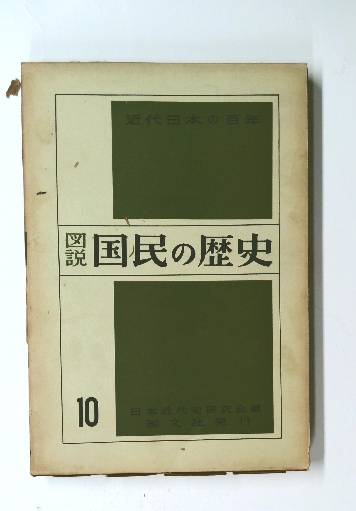 近代日本の百年
図説 国民の歴史
10
日本近代史研究会編
国文社発行